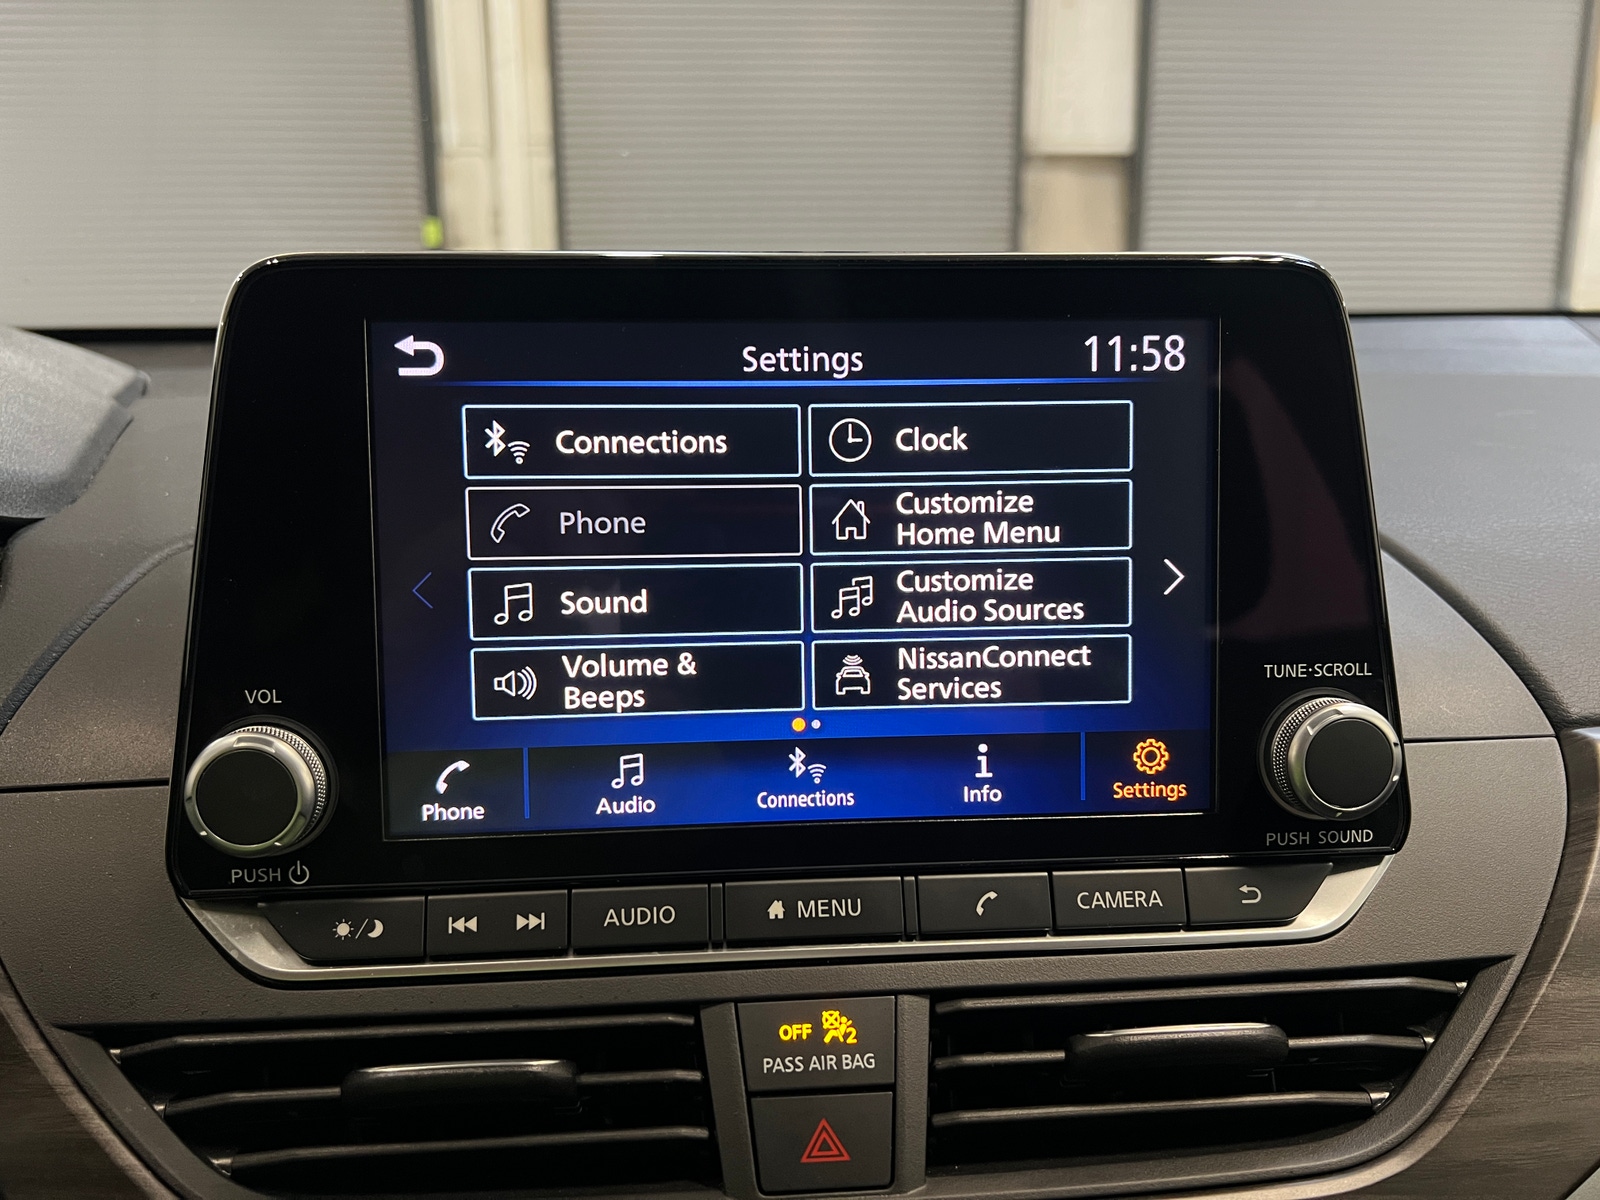 Settings
11:58
Connections
Clock
Phone
Customize
Home Menu
Sound
Customize
Audio Sources
Volume &
Beeps
NissanConnect
Services
VOL
TUNE·SCROLL
Phone
Audio
Connections
Info
Settings
PUSH
PUSH SOUND
AUDIO
MENU
CAMERA
OFF 2
PASS AIR BAG